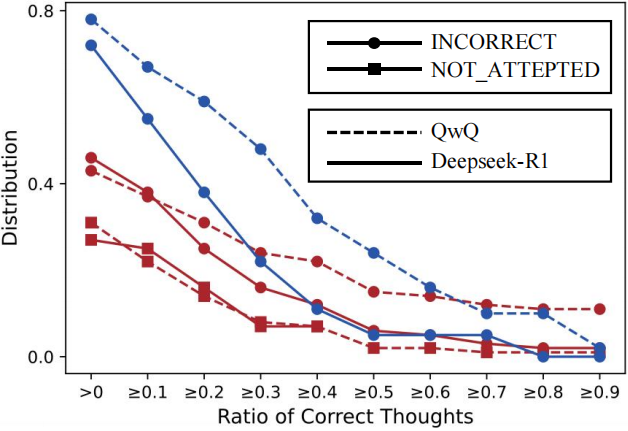 0.8
0.4
0.0
Distribution
INCORRECT
NOT_ATTEPTED
QwQ
Deepseek-R1
>0 ≥0.1 ≥0.2 ≥0.3 ≥0.4 ≥0.5 ≥0.6 ≥0.7 ≥0.8 ≥0.9
Ratio of Correct Thoughts